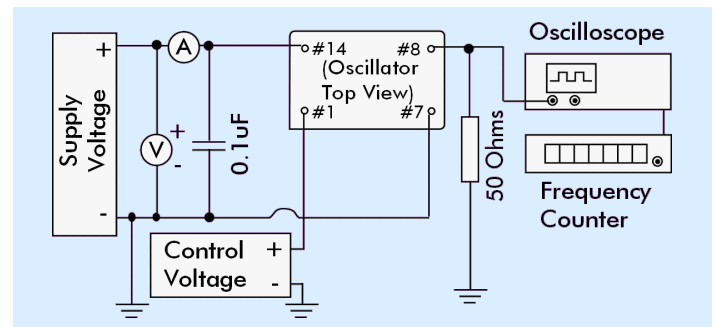 Oscilloscope
+
A
#14
#8
(Oscillator
Top View)
#1
#7
Supply
Voltage
V
+
-
0.1uF
50 Ohms
Frequency
Counter
-
Control
Voltage
+
-